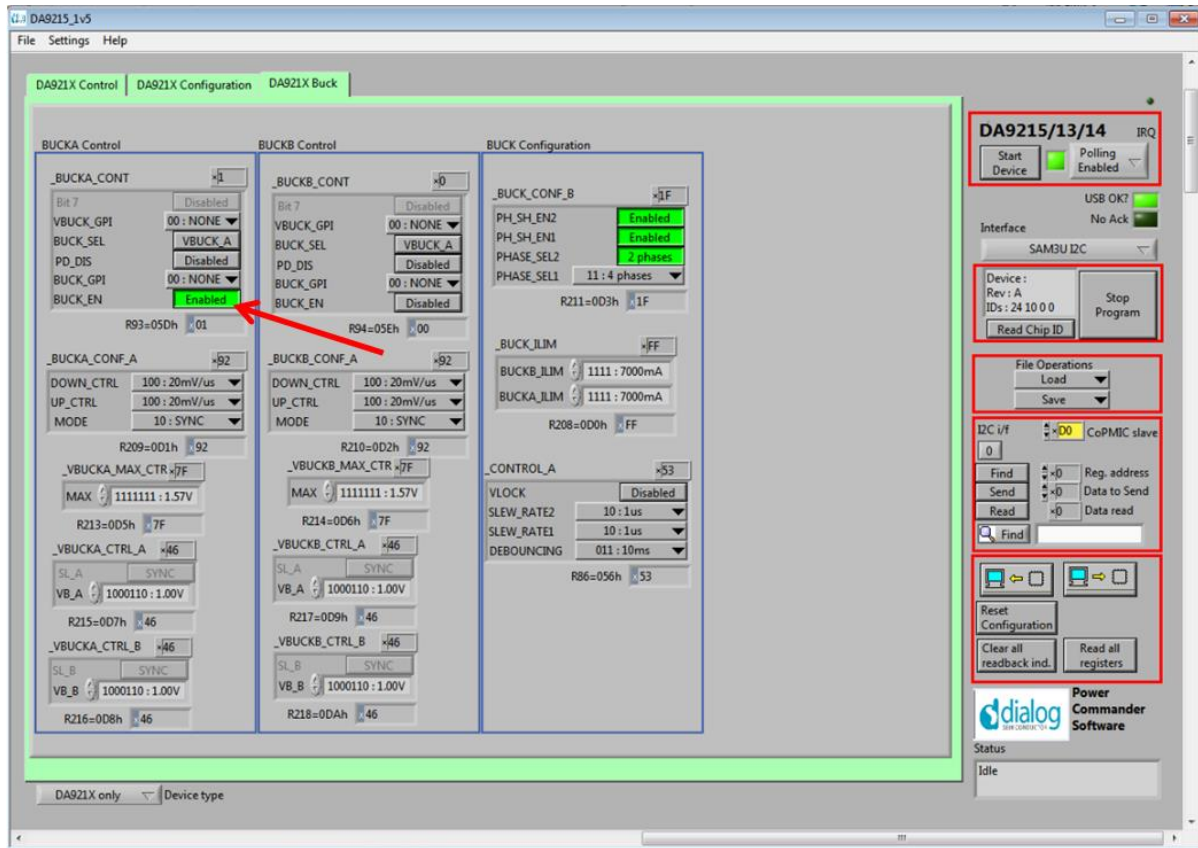 DA9215_1v5
File Settings Help
DA921X Control DA921X Configuration DA921X Buck
BUCKA Control
_BUCKA_CONT ×1
Bit 7 Disabled
VBUCK_GPI 00 : NONE
BUCK_SEL VBUCK_A
PD_DIS Disabled
BUCK_GPI 00 : NONE
BUCK_EN Enabled
R93=05Dh x 01
_BUCKA_CONF_A ×92
DOWN_CTRL 100 : 20mV/us
UP_CTRL 100 : 20mV/us
MODE 10 : SYNC
R209=0D1h x 92
_VBUCKA_MAX_CTR ×7F
MAX 1111111 : 1.57V
R213=0D5h x 7F
_VBUCKA_CTRL_A ×46
SL_A SYNC
VB_A 1000110 : 1.00V
R215=0D7h x 46
_VBUCKA_CTRL_B ×46
SL_B SYNC
VB_B 1000110 : 1.00V
R216=0D8h x 46
BUCKB Control
_BUCKB_CONT ×0
Bit 7 Disabled
VBUCK_GPI 00 : NONE
BUCK_SEL VBUCK_A
PD_DIS Disabled
BUCK_GPI 00 : NONE
BUCK_EN Disabled
R94=05Eh x 00
_BUCKB_CONF_A ×92
DOWN_CTRL 100 : 20mV/us
UP_CTRL 100 : 20mV/us
MODE 10 : SYNC
R210=0D2h x 92
_VBUCKB_MAX_CTR ×7F
MAX 1111111 : 1.57V
R214=0D6h x 7F
_VBUCKB_CTRL_A ×46
SL_A SYNC
VB_A 1000110 : 1.00V
R217=0D9h x 46
_VBUCKB_CTRL_B ×46
SL_B SYNC
VB_B 1000110 : 1.00V
R218=0DAh x 46
BUCK Configuration
_BUCK_CONF_B ×1F
PH_SH_EN2 Enabled
PH_SH_EN1 Enabled
PHASE_SEL2 2 phases
PHASE_SEL1 11 : 4 phases
R211=0D3h x 1F
_BUCK_ILIM ×FF
BUCKB_ILIM 1111 : 7000mA
BUCKA_ILIM 1111 : 7000mA
R208=0D0h x FF
_CONTROL_A ×53
VLOCK Disabled
SLEW_RATE2 10 : 1us
SLEW_RATE1 10 : 1us
DEBOUNCING 011 : 10ms
R86=056h x 53
DA921X only Device type
DA9215/13/14 IRQ
Start Device
Polling Enabled
USB OK?
No Ack
Interface
SAM3U I2C
Device :
Rev : A
IDs : 24 10 0 0
Read Chip ID
Stop Program
File Operations
Load
Save
I2C i/f ×D0 CoPMIC slave
0
Find ×0 Reg. address
Send ×0 Data to Send
Read ×0 Data read
Find
Reset Configuration
Clear all readback ind.
Read all registers
dialog
SEMICONDUCTOR
Power
Commander
Software
Status
Idle